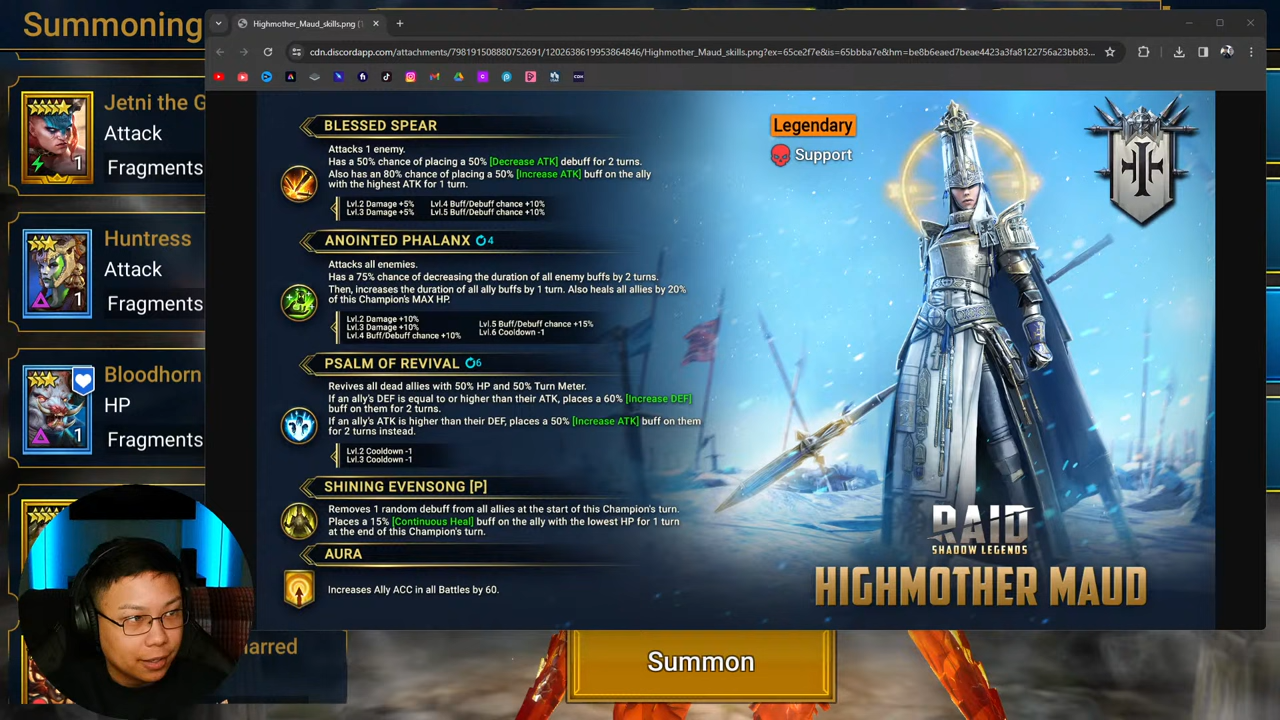 Summoning
Highmother_Maud_skills.png (
cdn.discordapp.com/attachments/798191508880752691/1202638619953864846/Highmother_Maud_skills.png?ex=65ce2f7e&is=65bbba7e&hm=be8b6eaed7beae4423a3fa8122756a23bb83...
Jetni the G
Attack
Fragments
1
Huntress
Attack
Fragments
1
Bloodhorn
HP
Fragments
1
arred
BLESSED SPEAR
Attacks 1 enemy.
Has a 50% chance of placing a 50% [Decrease ATK] debuff for 2 turns.
Also has an 80% chance of placing a 50% [Increase ATK] buff on the ally
with the highest ATK for 1 turn.
Lvl.2 Damage +5% Lvl.4 Buff/Debuff chance +10%
Lvl.3 Damage +5% Lvl.5 Buff/Debuff chance +10%
ANOINTED PHALANX 4
Attacks all enemies.
Has a 75% chance of decreasing the duration of all enemy buffs by 2 turns.
Then, increases the duration of all ally buffs by 1 turn. Also heals all allies by 20%
of this Champion's MAX HP.
Lvl.2 Damage +10%
Lvl.3 Damage +10%
Lvl.4 Buff/Debuff chance +10%
Lvl.5 Buff/Debuff chance +15%
Lvl.6 Cooldown -1
PSALM OF REVIVAL 6
Revives all dead allies with 50% HP and 50% Turn Meter.
If an ally's DEF is equal to or higher than their ATK, places a 60% [Increase DEF]
buff on them for 2 turns.
If an ally's ATK is higher than their DEF, places a 50% [Increase ATK] buff on them
for 2 turns instead.
Lvl.2 Cooldown -1
Lvl.3 Cooldown -1
SHINING EVENSONG [P]
Removes 1 random debuff from all allies at the start of this Champion's turn.
Places a 15% [Continuous Heal] buff on the ally with the lowest HP for 1 turn
at the end of this Champion's turn.
AURA
Increases Ally ACC in all Battles by 60.
Legendary
Support
RAID
SHADOW LEGENDS
HIGHMOTHER MAUD
Summon